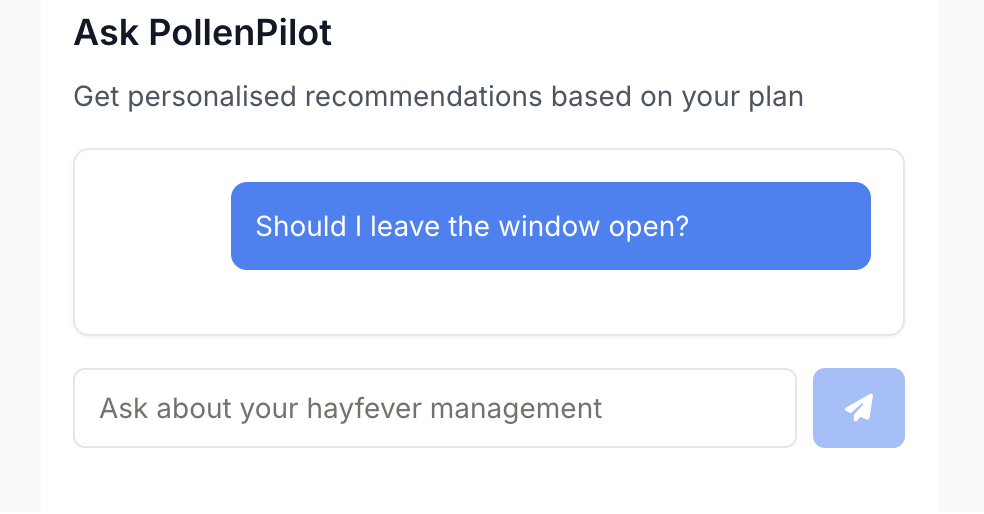 Ask PollenPilot
Get personalised recommendations based on your plan
Should I leave the window open?
Ask about your hayfever management